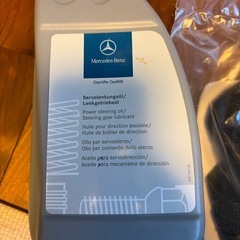 Mercedes-Benz
Geprüfte Qualität
Servolenkungsöl/
Lenkgetriebeöl
Power steering oil/
Steering gear lubricant
Huile pour direction assistée/
Huile de boîtier de direction
Olio per servosterzo/
Olio per comando dello sterzo
Aceite para servodirección/
Aceite para mecanismo de dirección